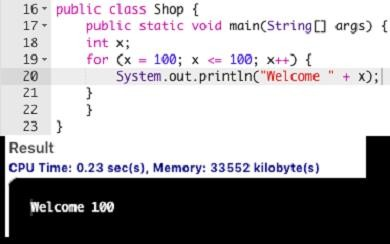 16 public class Shop {
17 public static void main(String[] args) {
18 int x;
19 for (x = 100; x <= 100; x++) {
20 System.out.println("Welcome " + x);
21 }
22 }
23 }
Result
CPU Time: 0.23 sec(s), Memory: 33552 kilobyte(s)
Welcome 100